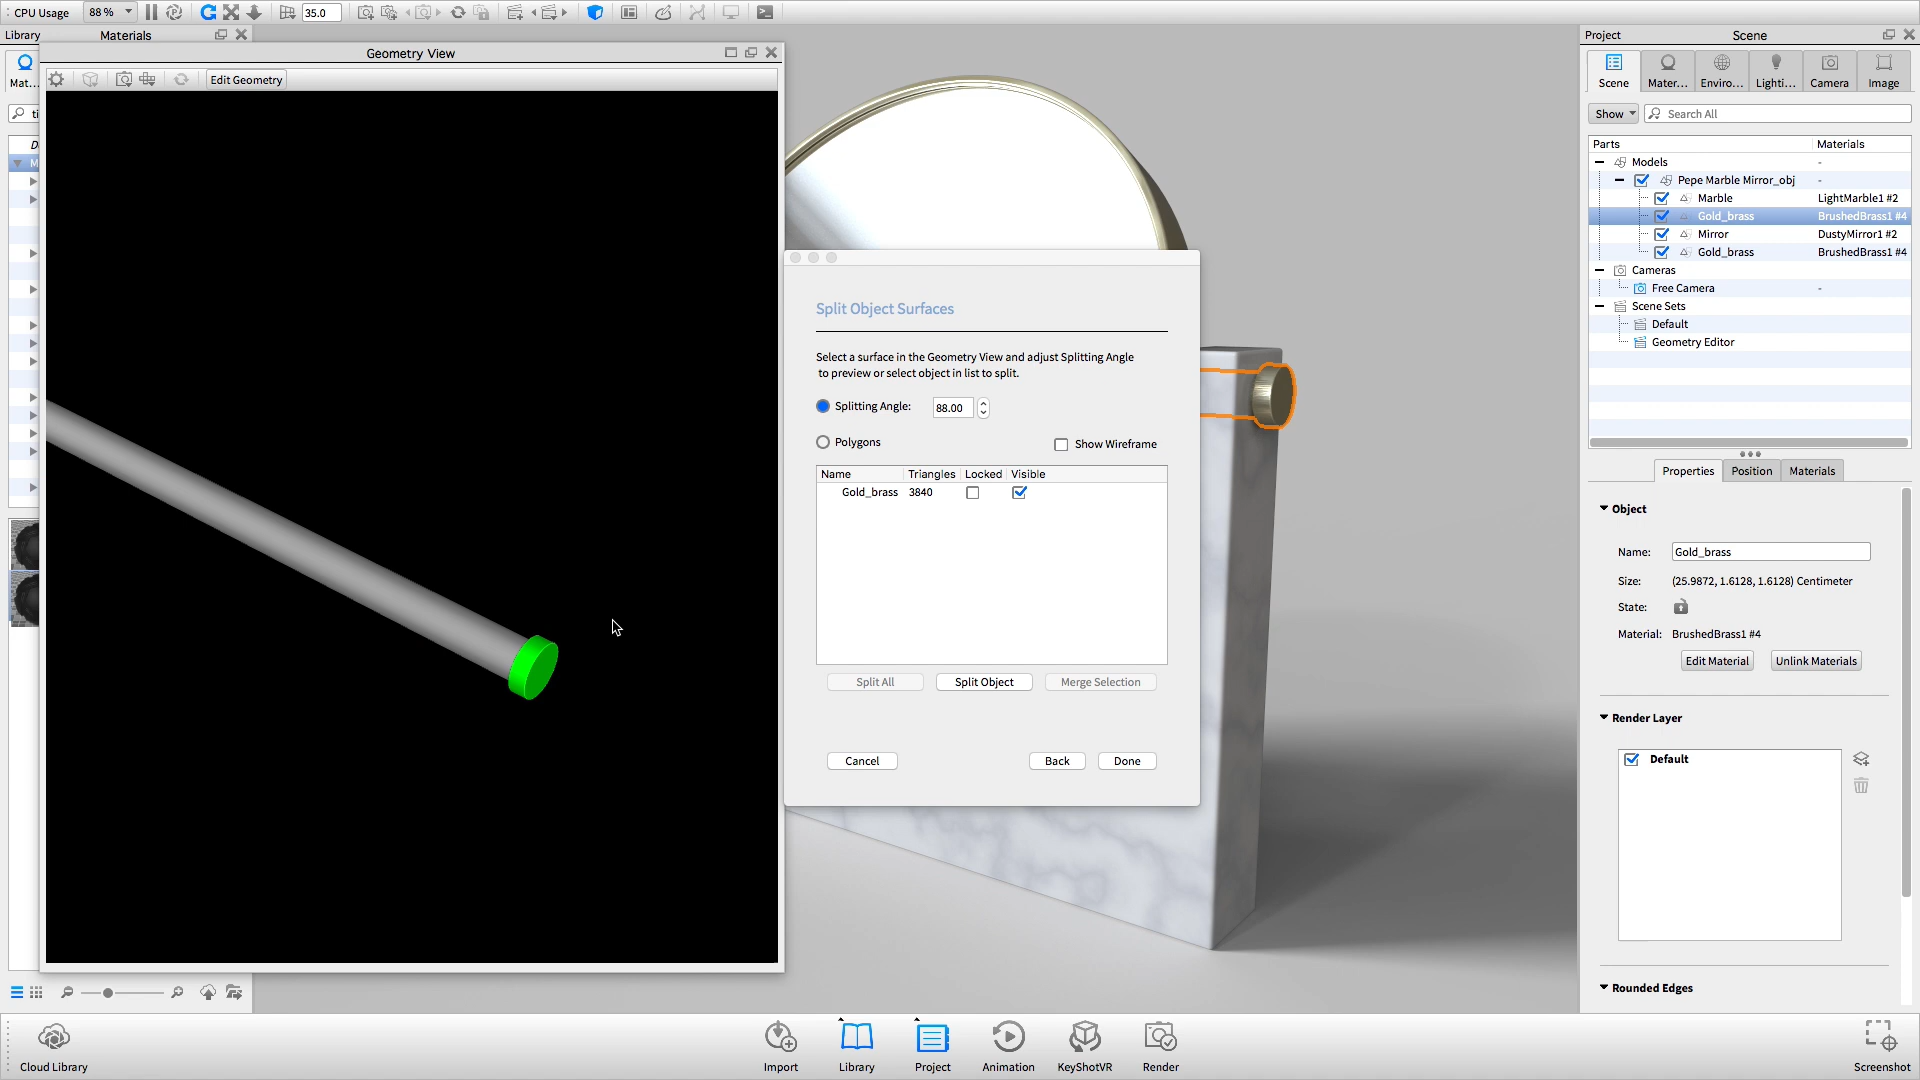 CPU Usage
88 %
35.0
Library
Materials
Project
Scene
Mat...
ti
Geometry View
Edit Geometry
Scene
Mater...
Enviro...
Lighti...
Camera
Image
Show
Search All
Parts
Materials
Models
-
Pepe Marble Mirror_obj
-
Marble
LightMarble1 #2
Gold_brass
BrushedBrass1 #4
Mirror
DustyMirror1 #2
Gold_brass
BrushedBrass1 #4
Cameras
Free Camera
-
Scene Sets
Default
Geometry Editor
Split Object Surfaces
Select a surface in the Geometry View and adjust Splitting Angle
to preview or select object in list to split.
Splitting Angle:
88.00
Polygons
Show Wireframe
Name
Triangles
Locked
Visible
Gold_brass
3840
Split All
Split Object
Merge Selection
Cancel
Back
Done
Properties
Position
Materials
Object
Name:
Gold_brass
Size:
(25.9872, 1.6128, 1.6128) Centimeter
State:
Material:
BrushedBrass1 #4
Edit Material
Unlink Materials
Render Layer
Default
Rounded Edges
Cloud Library
Import
Library
Project
Animation
KeyShotVR
Render
Screenshot